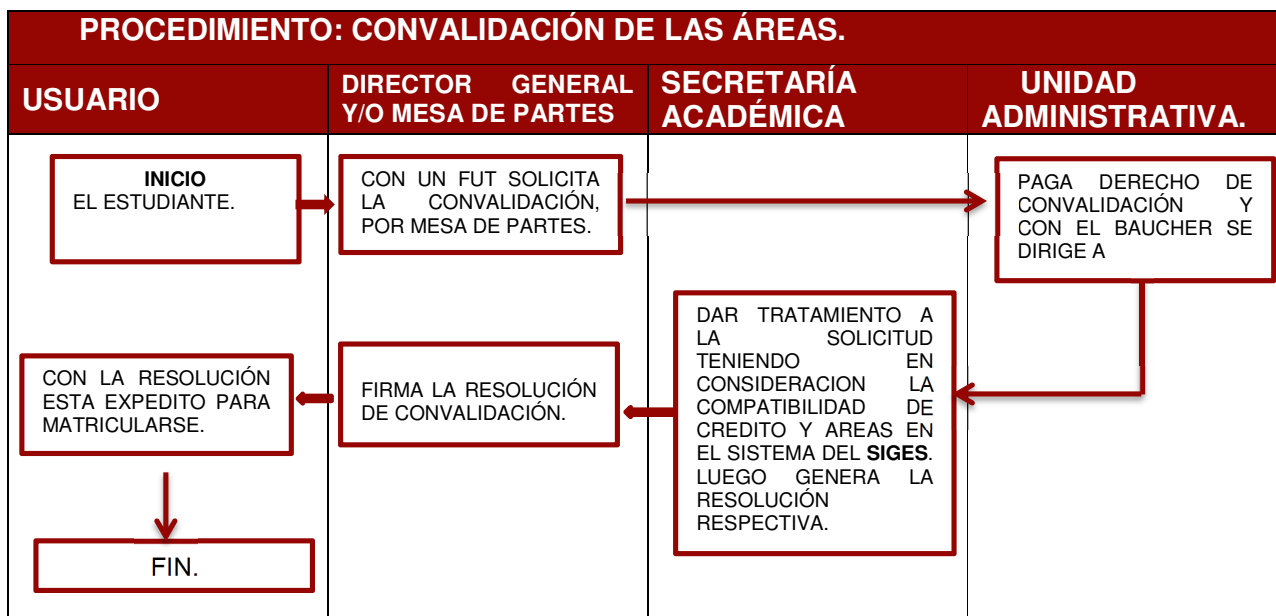 PROCEDIMIENTO: CONVALIDACIÓN DE LAS ÁREAS.
USUARIO
DIRECTOR GENERAL
Y/O MESA DE PARTES
SECRETARÍA
ACADÉMICA
UNIDAD
ADMINISTRATIVA.
INICIO
EL ESTUDIANTE.
CON UN FUT SOLICITA
LA CONVALIDACIÓN,
POR MESA DE PARTES.
PAGA DERECHO DE
CONVALIDACIÓN Y
CON EL BAUCHER SE
DIRIGE A
DAR TRATAMIENTO A
LA SOLICITUD
TENIENDO EN
CONSIDERACION LA
COMPATIBILIDAD DE
CREDITO Y AREAS EN
EL SISTEMA DEL SIGES.
LUEGO GENERA LA
RESOLUCIÓN
RESPECTIVA.
FIRMA LA RESOLUCIÓN
DE CONVALIDACIÓN.
CON LA RESOLUCIÓN
ESTA EXPEDITO PARA
MATRICULARSE.
FIN.